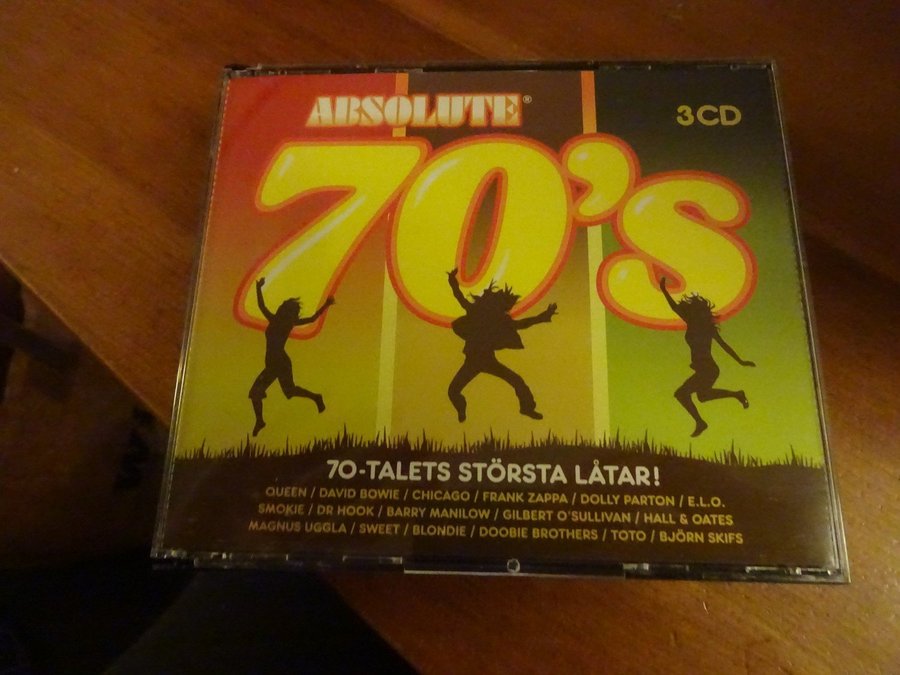 ABSOLUTE®
3CD
70's
70-TALETS STÖRSTA LÅTAR!
QUEEN / DAVID BOWIE / CHICAGO / FRANK ZAPPA / DOLLY PARTON / E.L.O.
SMOKIE / DR HOOK / BARRY MANILOW / GILBERT O'SULLIVAN / HALL & OATES
MAGNUS UGGLA / SWEET / BLONDIE / DOOBIE BROTHERS / TOTO / BJÖRN SKIFS